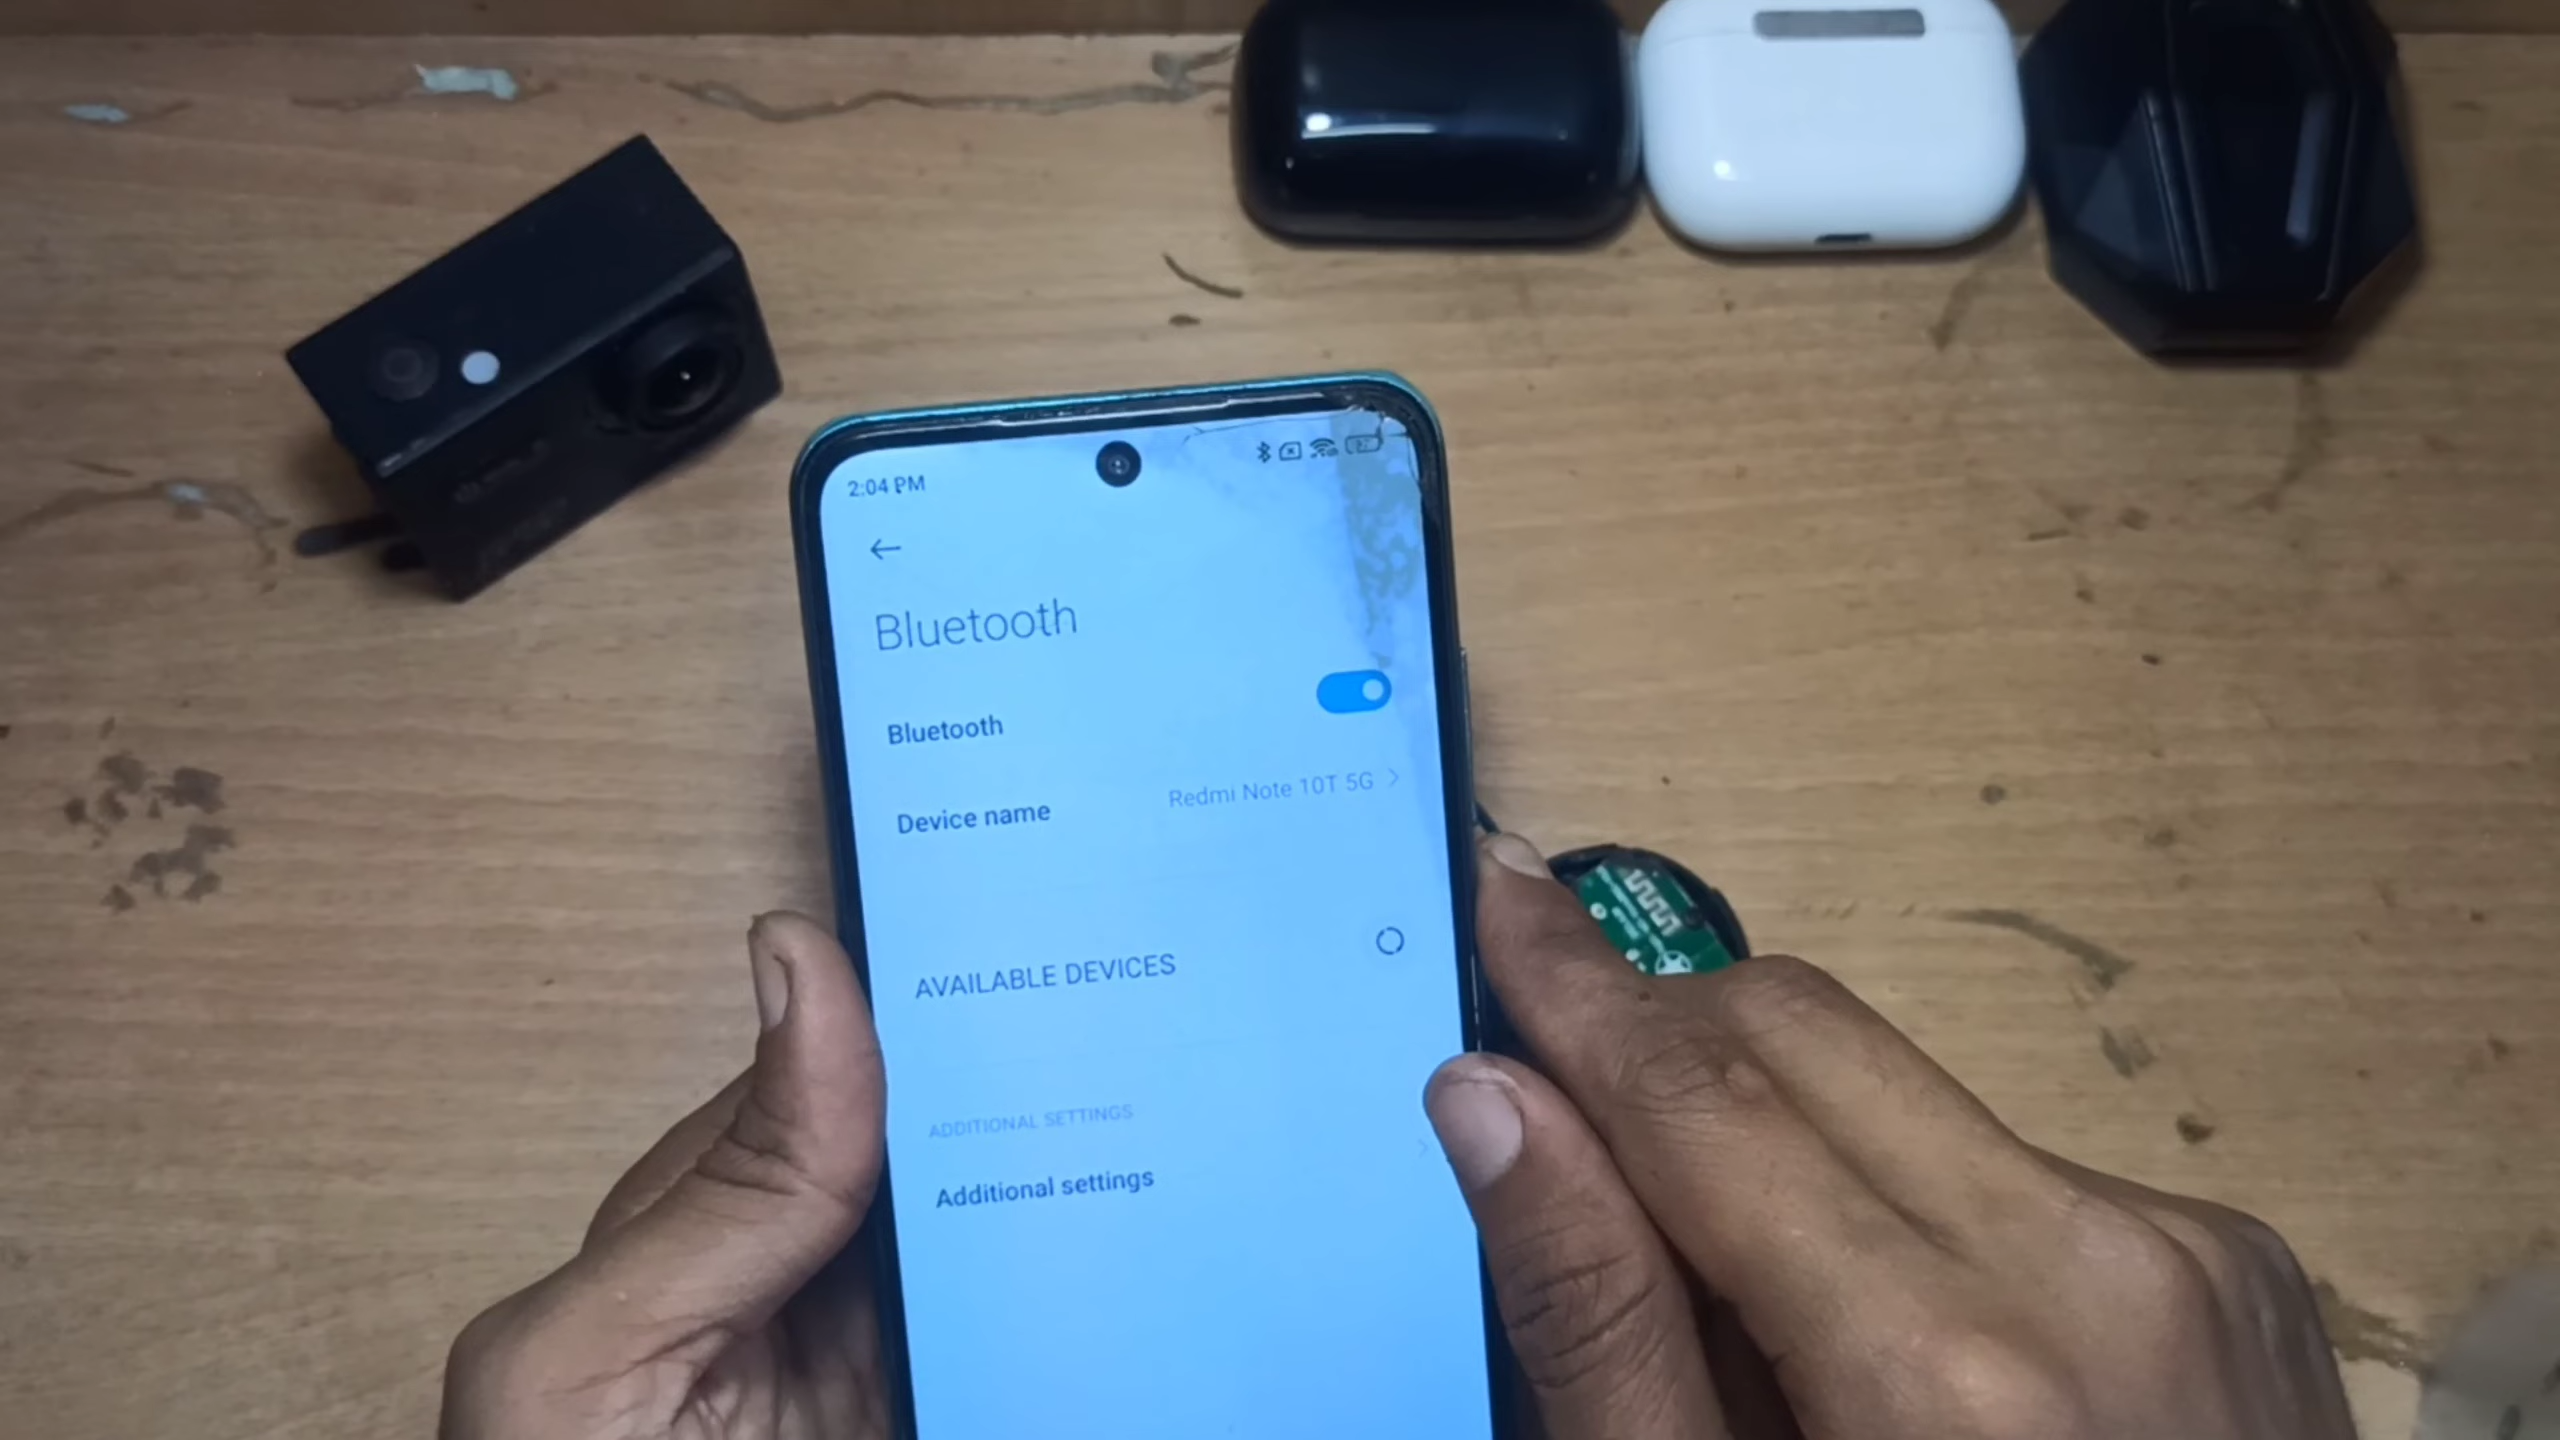 2:04 PM
Bluetooth
Bluetooth
Device name
Redmi Note 10T 5G
AVAILABLE DEVICES
ADDITIONAL SETTINGS
Additional settings